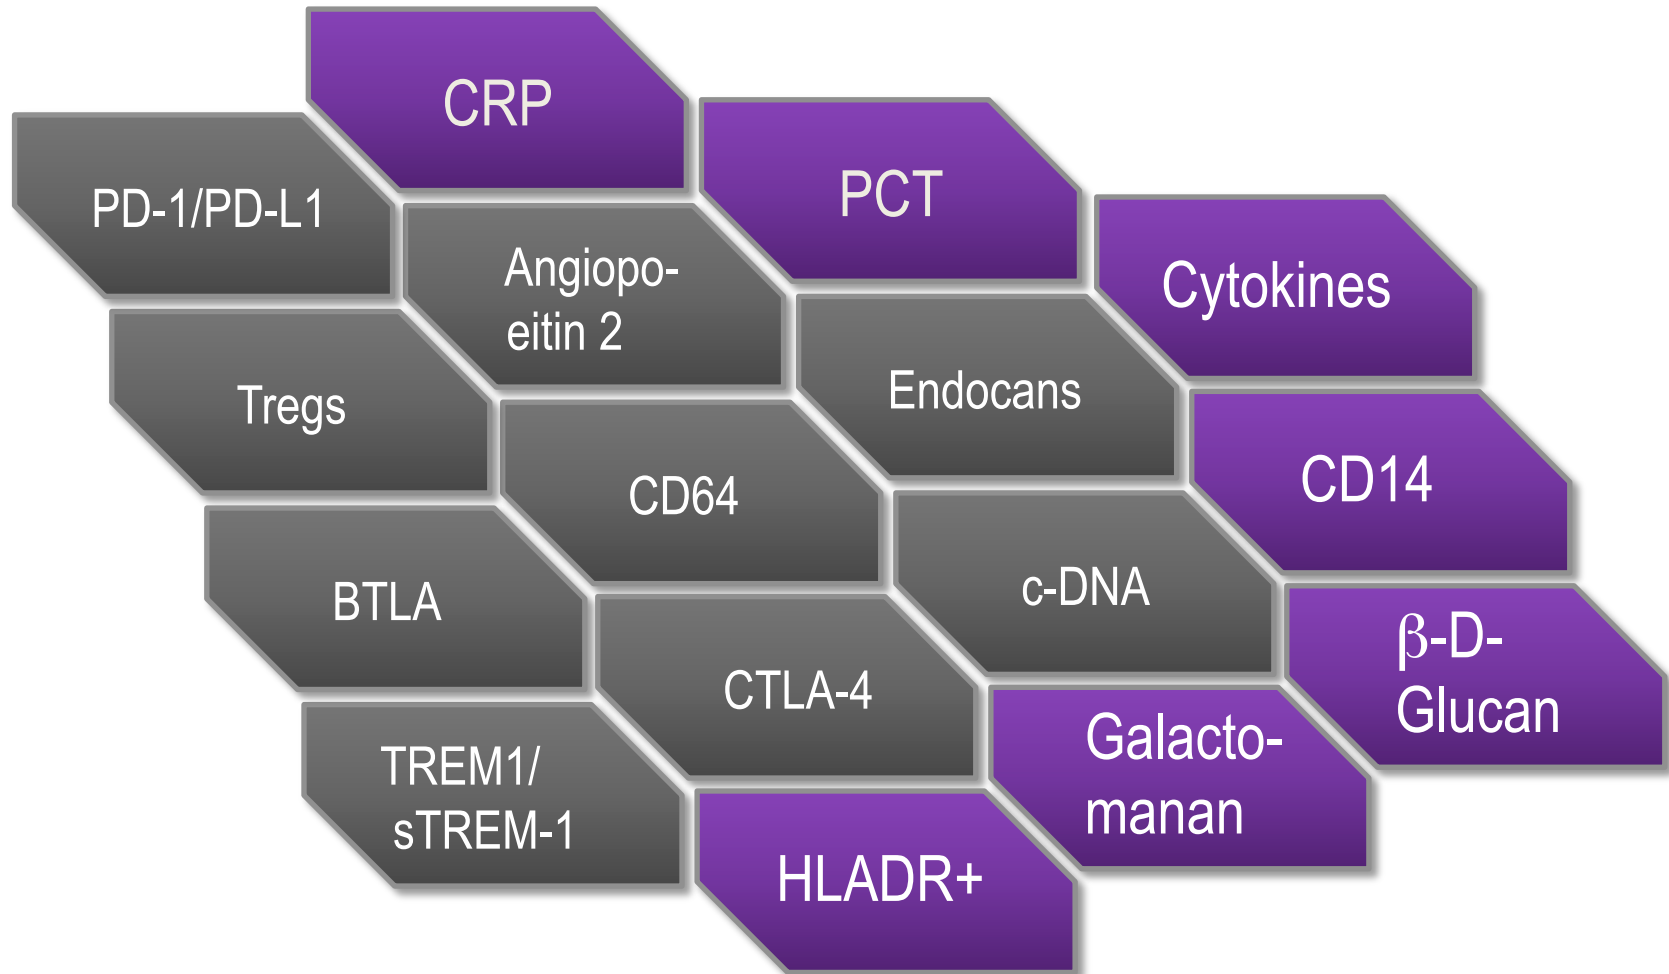 CRP
PCT
PD-1/PD-L1
Angiopo-
eitin 2
Cytokines
Tregs
Endocans
CD64
CD14
BTLA
c-DNA
CTLA-4
β-D-
Glucan
TREM1/
sTREM-1
Galacto-
manan
HLADR+